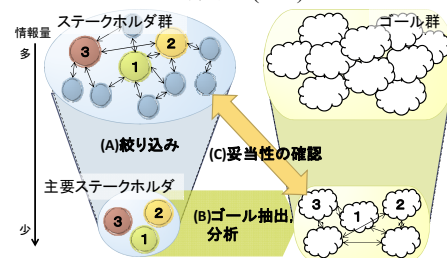 ステークホルダ群
ゴール群
情報量
多
3
2
1
(A)絞り込み
(C)妥当性の確認
主要ステークホルダ
3
2
1
(B)ゴール抽出,
分析
3
1
2
少